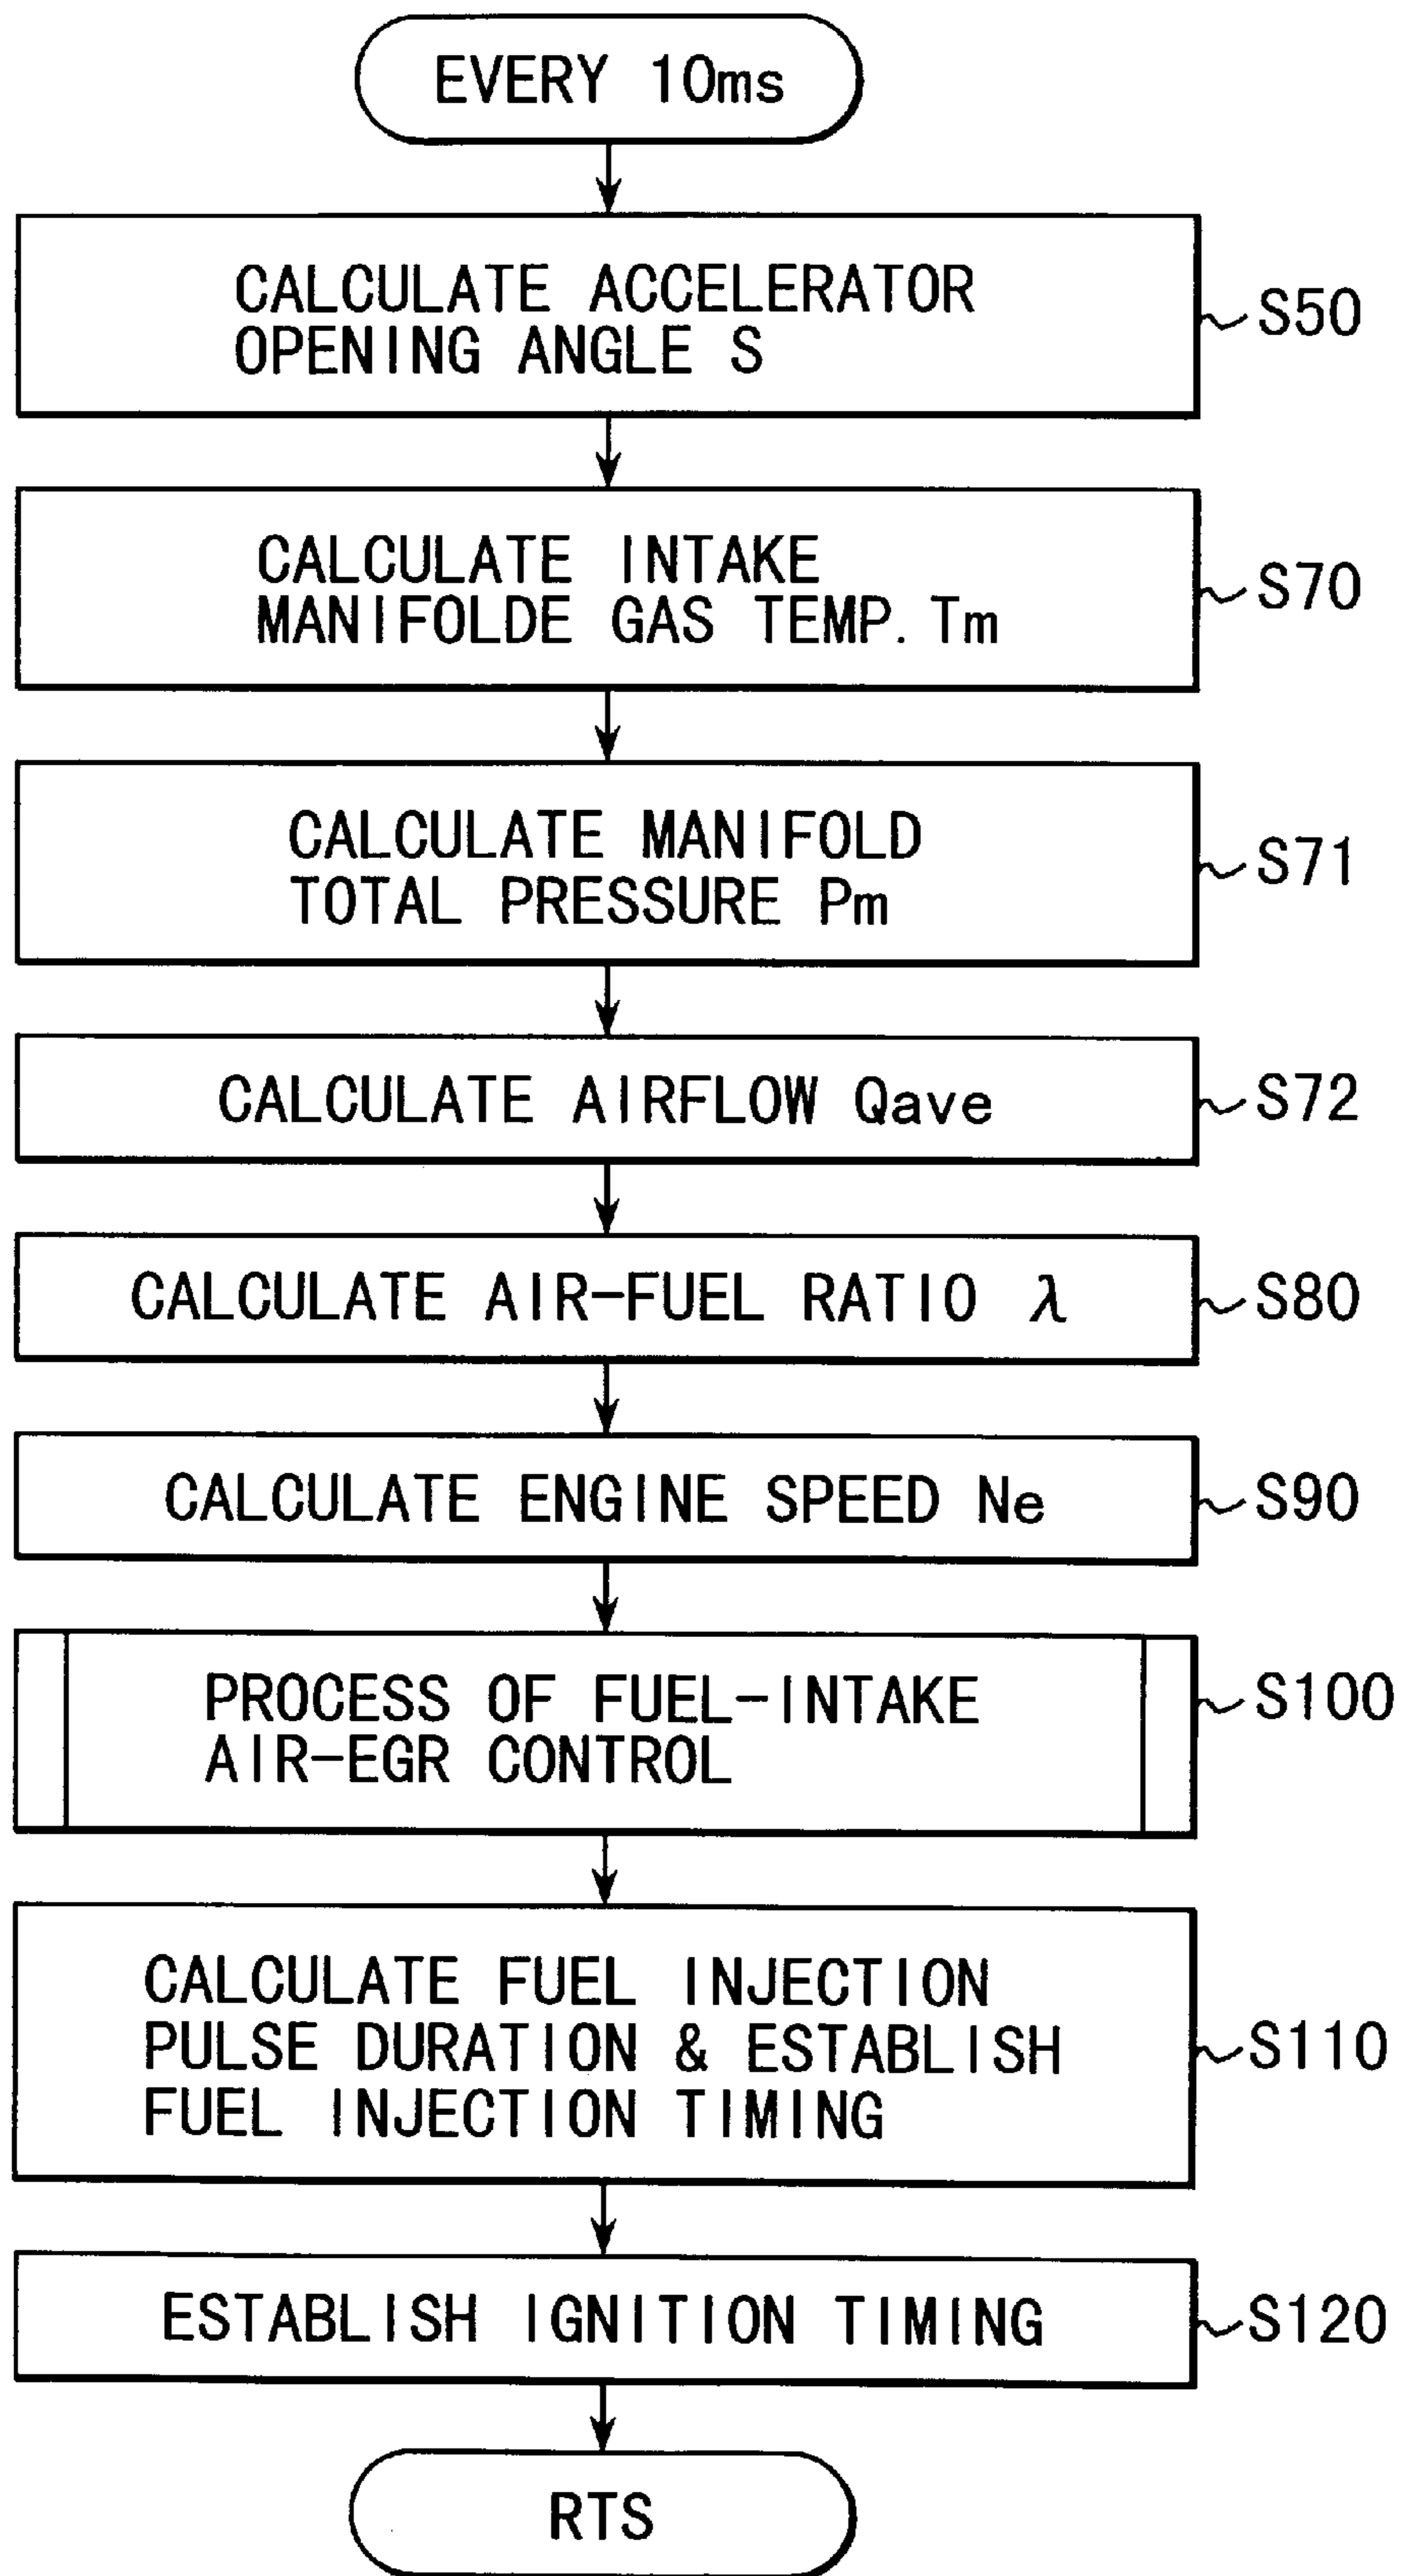 EVERY 10ms
CALCULATE ACCELERATOR
OPENING ANGLE S
S50
CALCULATE INTAKE
MANIFOLDE GAS TEMP. Tm
S70
CALCULATE MANIFOLD
TOTAL PRESSURE Pm
S71
CALCULATE AIRFLOW Qave
S72
CALCULATE AIR-FUEL RATIO λ
S80
CALCULATE ENGINE SPEED Ne
S90
PROCESS OF FUEL-INTAKE
AIR-EGR CONTROL
S100
CALCULATE FUEL INJECTION
PULSE DURATION & ESTABLISH
FUEL INJECTION TIMING
S110
ESTABLISH IGNITION TIMING
S120
RTS